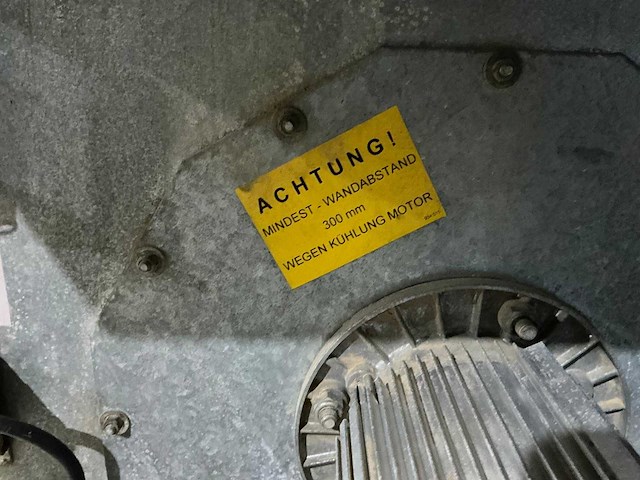 ACHTUNG!
MINDEST - WANDABSTAND
300 mm
WEGEN KÜHLUNG MOTOR